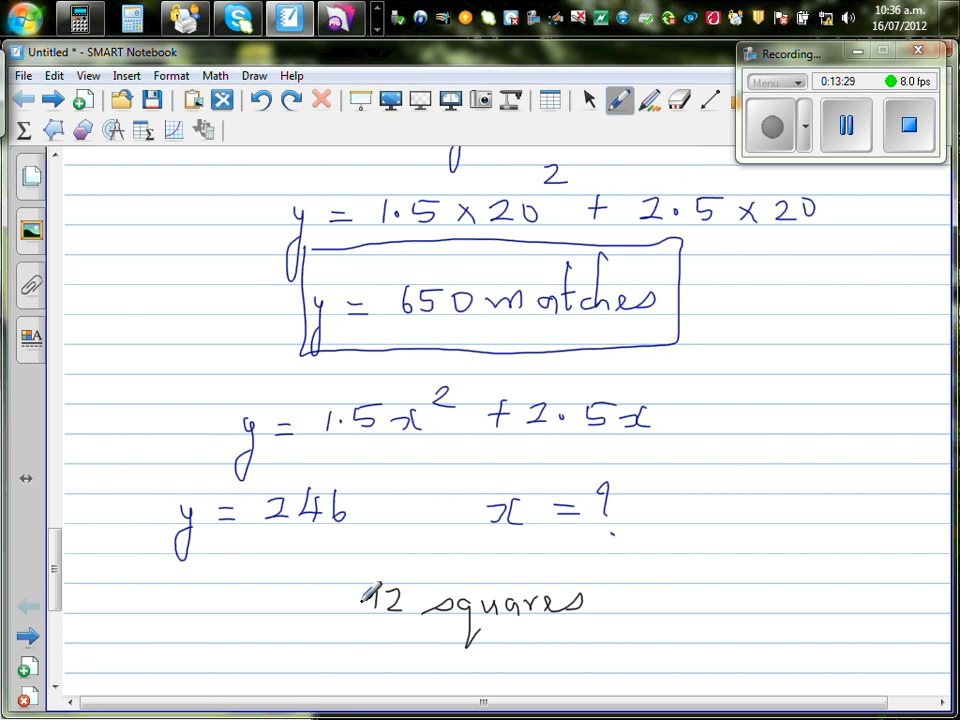 10:36 a.m.
16/07/2012
Untitled * - SMART Notebook
Recording...
File Edit View Insert Format Math Draw Help
Menu
0:13:29
8.0 fps
2
y = 1.5 × 20 + 2.5 × 20
y = 650 matches
y = 1.5x² + 2.5x
y = 246 x = ?
12 squares